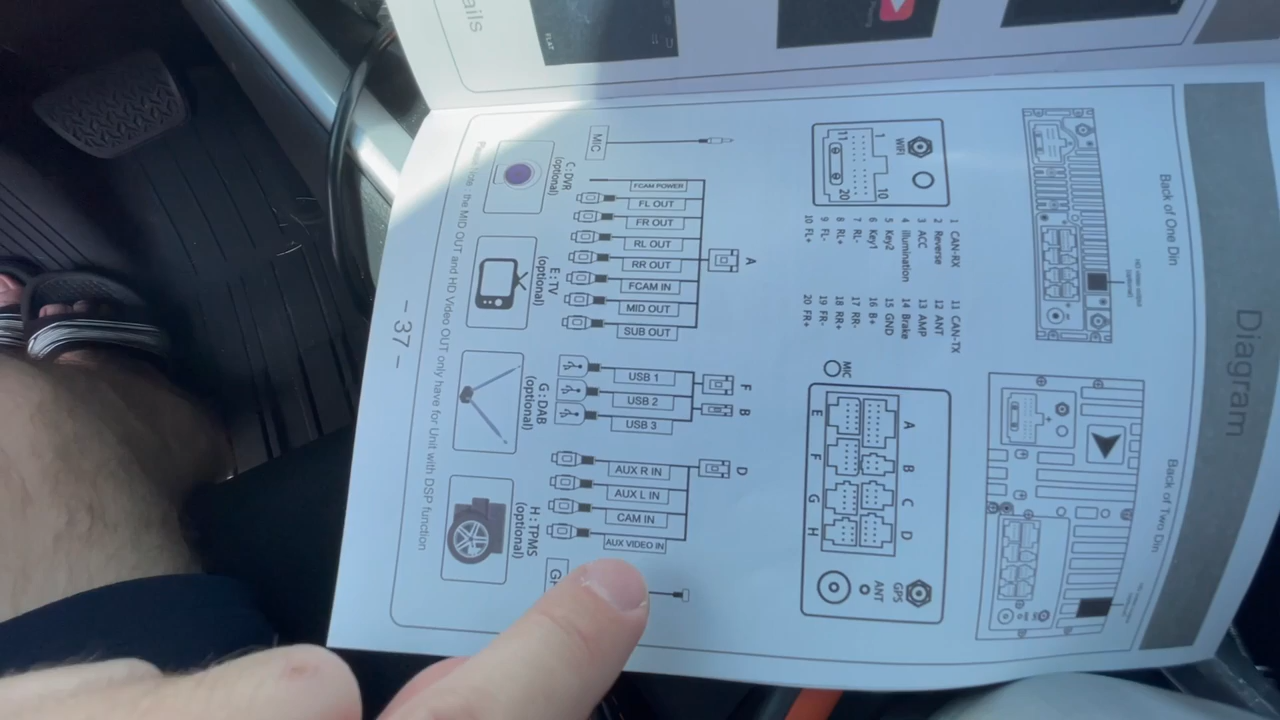 ails
Diagram
Back of One Din
Back of Two Din
WIFI
1
10
11
20
1 CAN-RX
2 Reverse
3 ACC
4 illumination
5 Key2
6 Key1
7 RL-
8 RL+
9 FL-
10 FL+
11 CAN-TX
12 ANT
13 AMP
14 Brake
15 GND
16 B+
17 RR-
18 RR+
19 FR-
20 FR+
MIC
A
B
C
D
E
F
G
H
GPS
ANT
MIC
A
FCAM POWER
FL OUT
FR OUT
RL OUT
RR OUT
FCAM IN
MID OUT
SUB OUT
F
B
USB 1
USB 2
USB 3
D
AUX R IN
AUX L IN
CAM IN
AUX VIDEO IN
C: DVR
(optional)
E: TV
(optional)
G: DAB
(optional)
H: TPMS
(optional)
: the MID OUT and HD Video OUT only have for Unit with DSP function
- 37 -